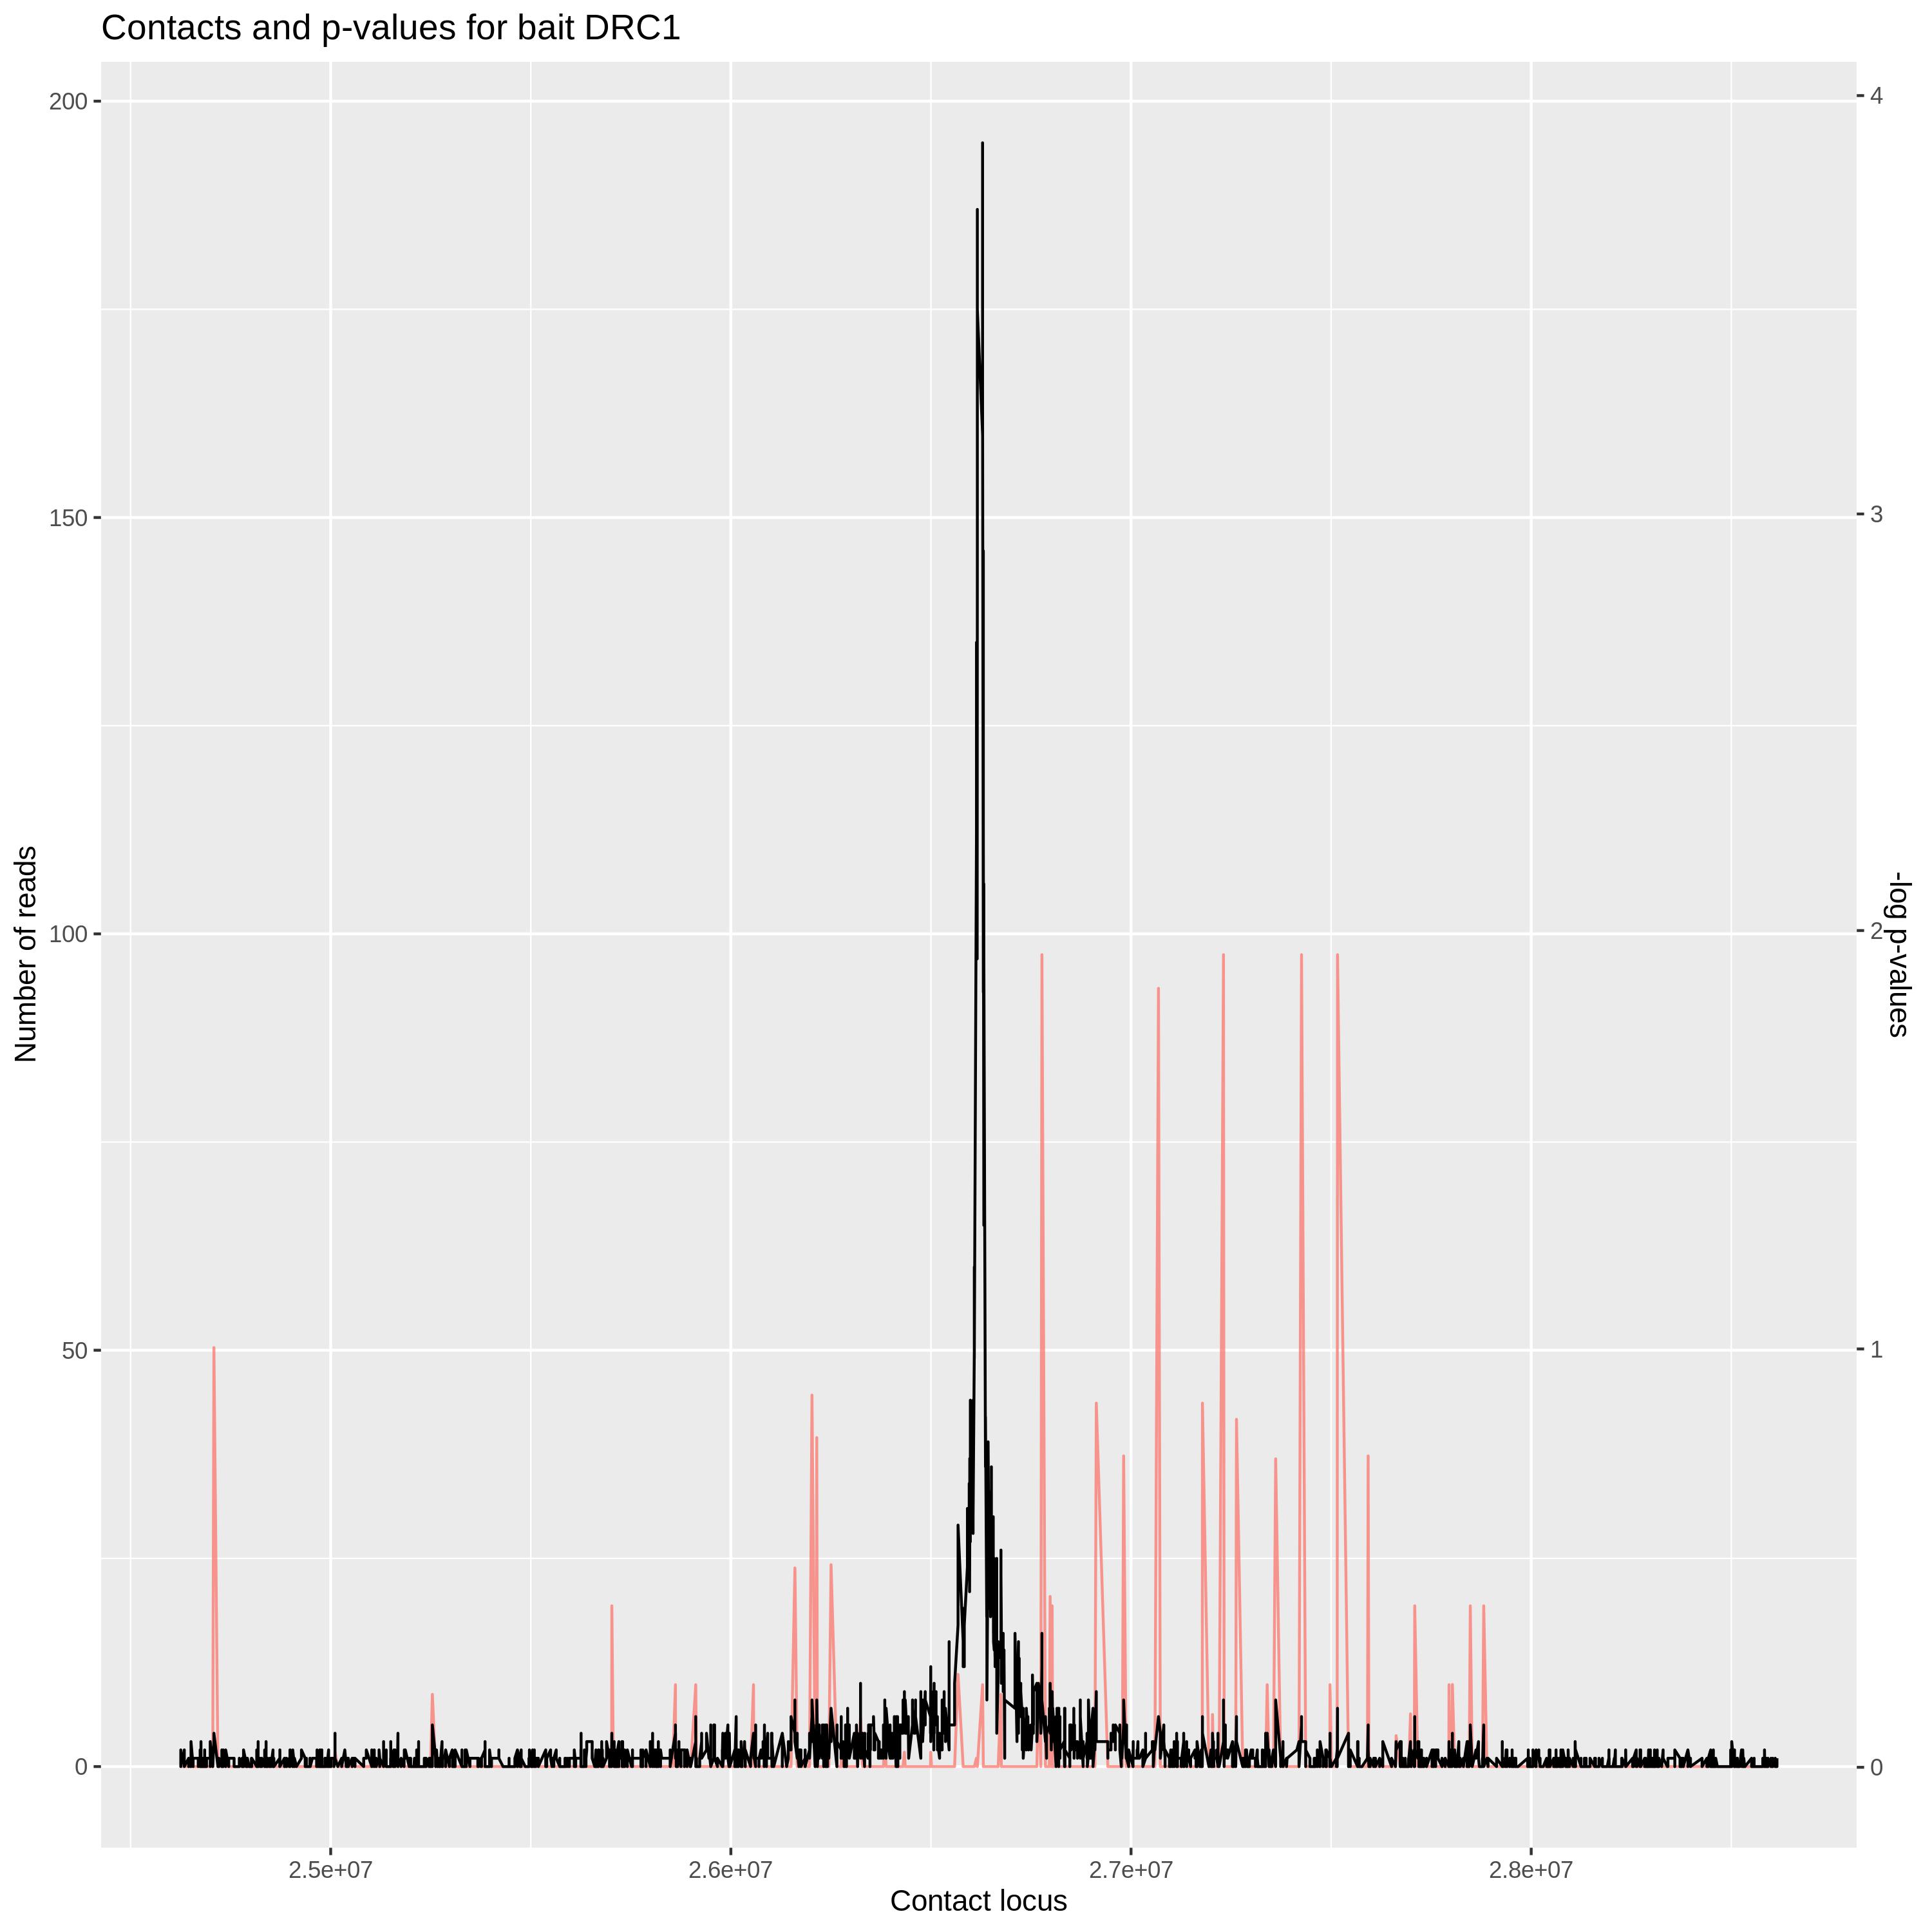 Contacts and p-values for bait DRC1
200
150
100
50
0
Number of reads
4
3
2
1
0
-log p-values
2.5e+07
2.6e+07
2.7e+07
2.8e+07
Contact locus